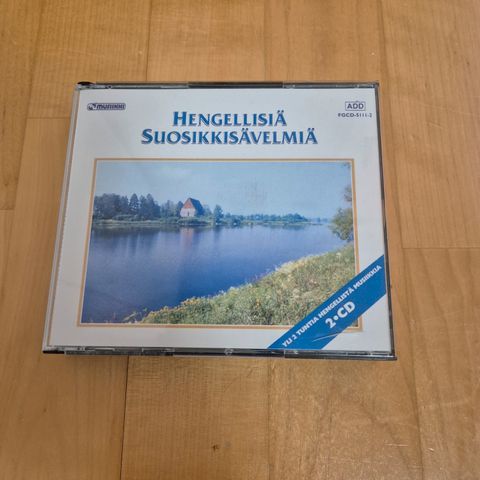 MUSIIKKI
ADD
FGCD-5111-2
HENGELLISIÄ
SUOSIKKISÄVELMIÄ
YLI 2 TUNTIA HENGELLISTÄ MUSIIKKIA
2•CD